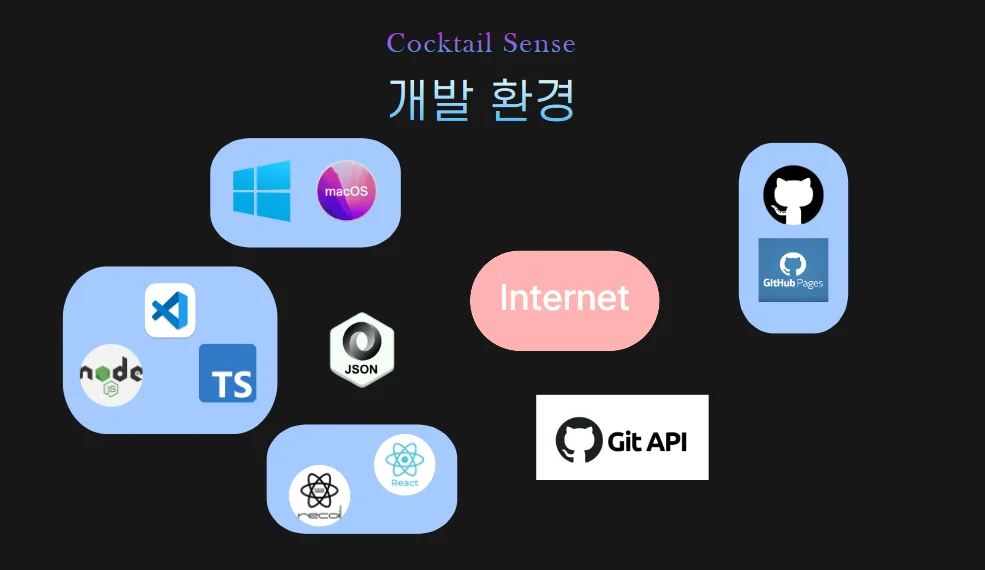 Cocktail Sense
개발 환경
macOS
GitHub Pages
Internet
node
JS
TS
JSON
Git API
React
recoil